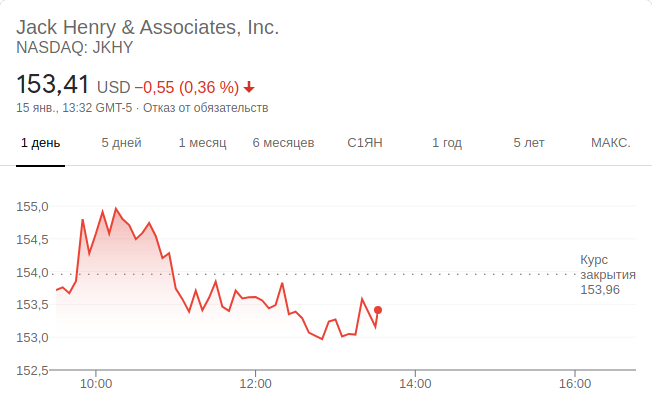 Jack Henry & Associates, Inc.
NASDAQ: JKHY
153,41 USD −0,55 (0,36 %)
15 янв., 13:32 GMT-5 · Отказ от обязательств
1 день 5 дней 1 месяц 6 месяцев С1ЯН 1 год 5 лет МАКС.
155,0
154,5
154,0
153,5
153,0
152,5
Курс
закрытия
153,96
10:00 12:00 14:00 16:00